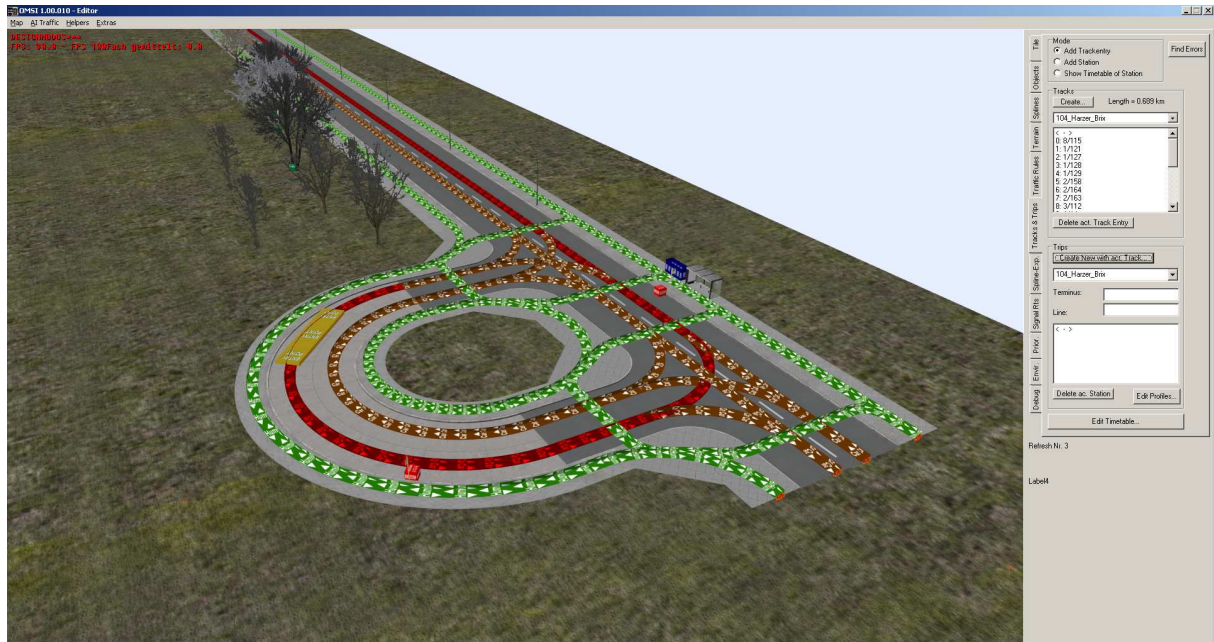 OMSI 1.00.010 - Editor
Map AI Traffic Helpers Extras
Mode
Add Trackentry
Find Errors
Add Station
Show Timetable of Station
Tracks
Create... Length = 0.689 km
104_Harzer_Brix
< - >
0: 8/115
1: 1/121
2: 1/127
3: 1/128
4: 1/129
5: 2/158
6: 2/164
7: 2/163
8: 3/112
Delete act. Track Entry
Trips
Create New with act. Track...
104_Harzer_Brix
Terminus:
Line:
< - >
Delete ac. Station Edit Profiles...
Edit Timetable...
Refresh Nr. 3
Label4
Tile
Objects
Splines
Terrain
Traffic Rules
Tracks & Trips
Spline-Exp.
Signal Rts
Prior.
Envir.
Debug